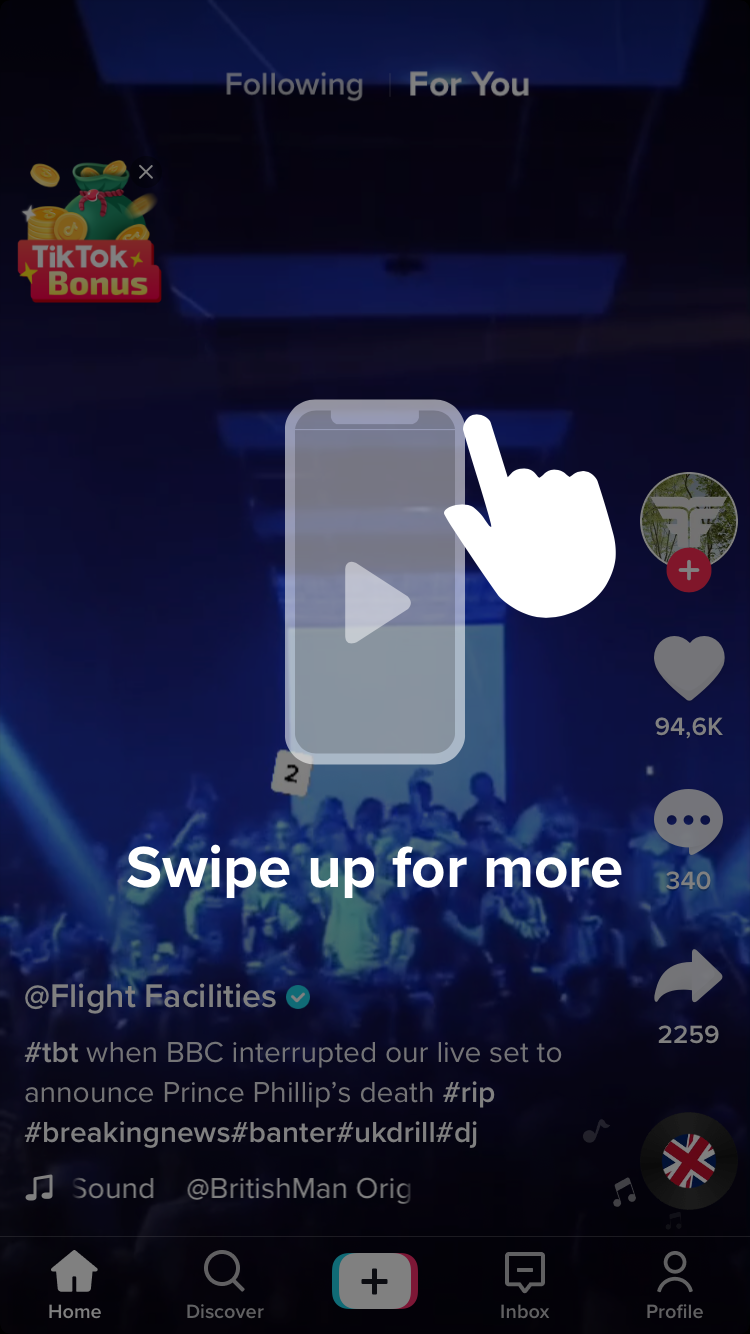 Following
For You
TikTok
Bonus
94,6K
2
Swipe up for more
340
@Flight Facilities
2259
#tbt when BBC interrupted our live set to
announce Prince Phillip's death #rip
#breakingnews#banter#ukdrill#dj
Sound @BritishMan Orig
Home
Discover
Inbox
Profile